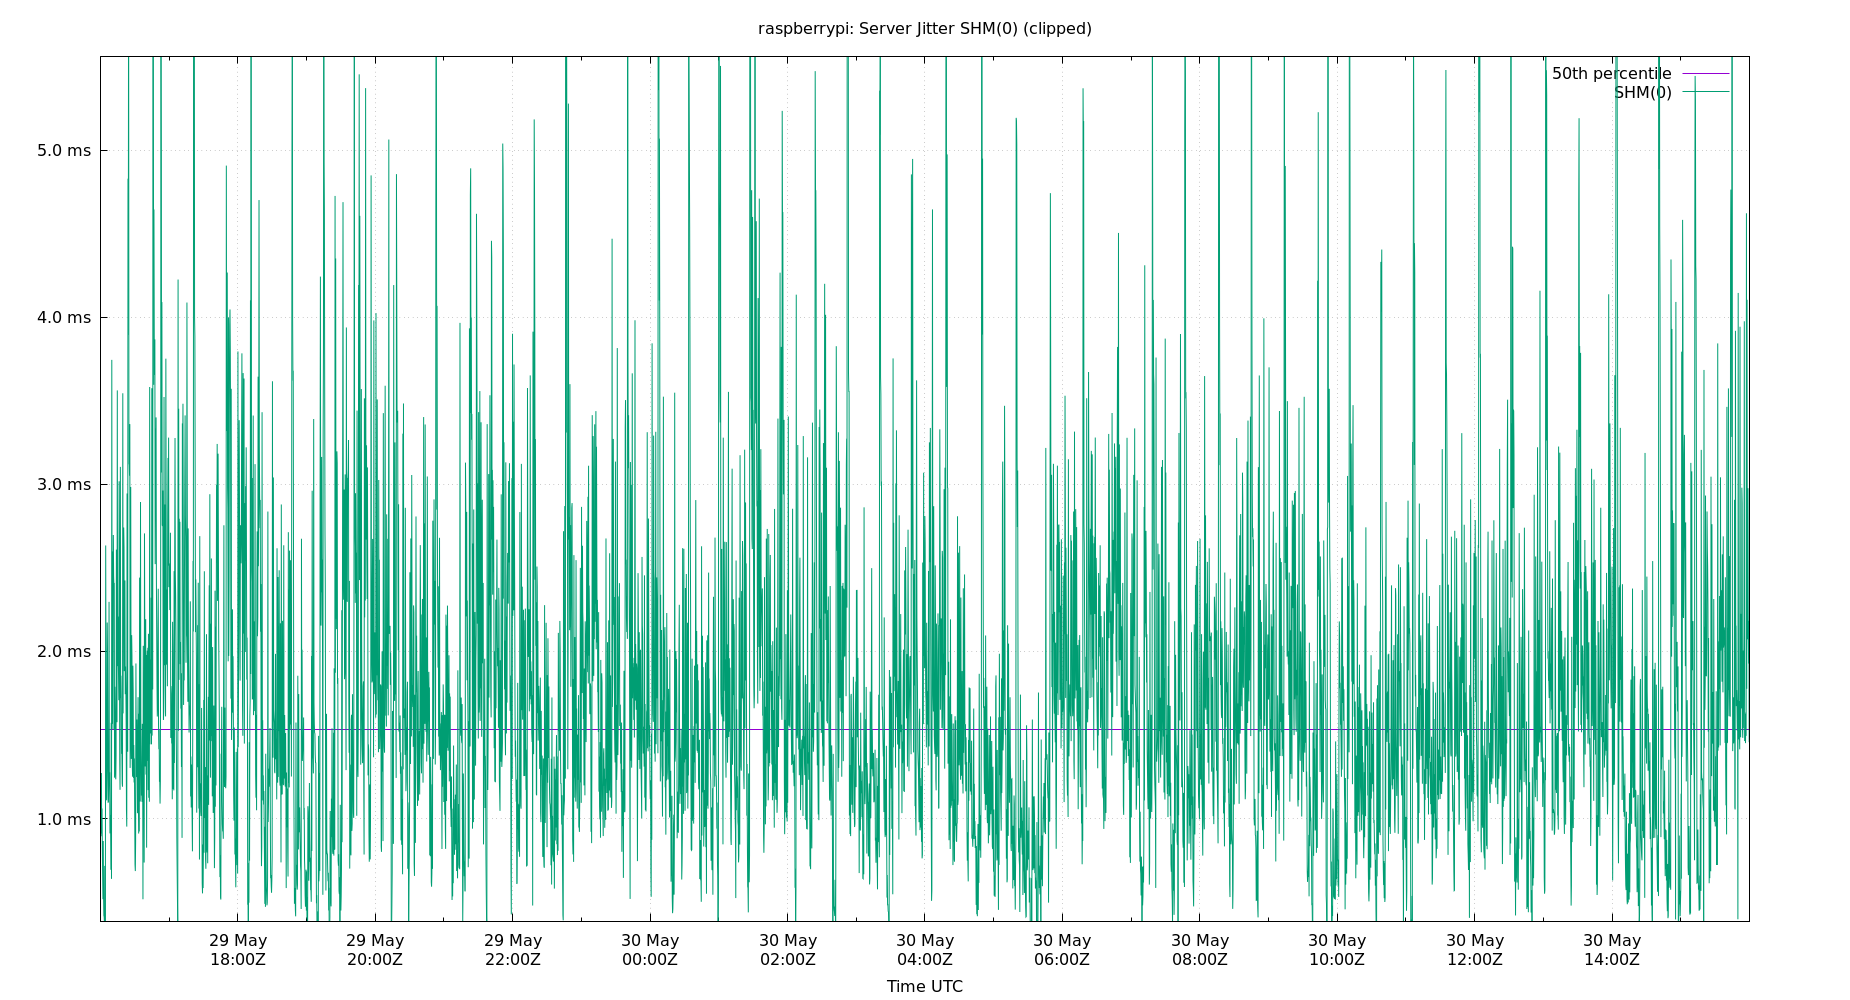 raspberrypi: Server Jitter SHM(0) (clipped)
50th percentile
SHM(0)
5.0 ms
4.0 ms
3.0 ms
2.0 ms
1.0 ms
29 May 29 May 29 May 30 May 30 May 30 May 30 May 30 May 30 May 30 May 30 May
18:00Z 20:00Z 22:00Z 00:00Z 02:00Z 04:00Z 06:00Z 08:00Z 10:00Z 12:00Z 14:00Z
Time UTC